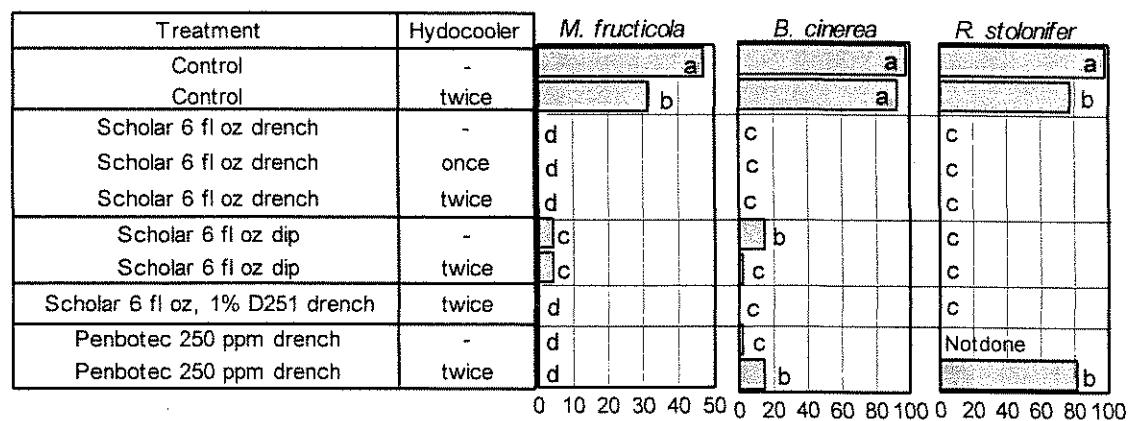 Treatment Hydocooler M. fructicola B. cinerea R. stolonifer
Control - a a a
Control twice b a b
Scholar 6 fl oz drench - d c c
Scholar 6 fl oz drench once d c c
Scholar 6 fl oz drench twice d c c
Scholar 6 fl oz dip - c b c
Scholar 6 fl oz dip twice c c c
Scholar 6 fl oz, 1% D251 drench twice d c c
Penbotec 250 ppm drench - d c Notdone
Penbotec 250 ppm drench twice d b b
0 10 20 30 40 50 0 20 40 60 80 100 0 20 40 60 80 100